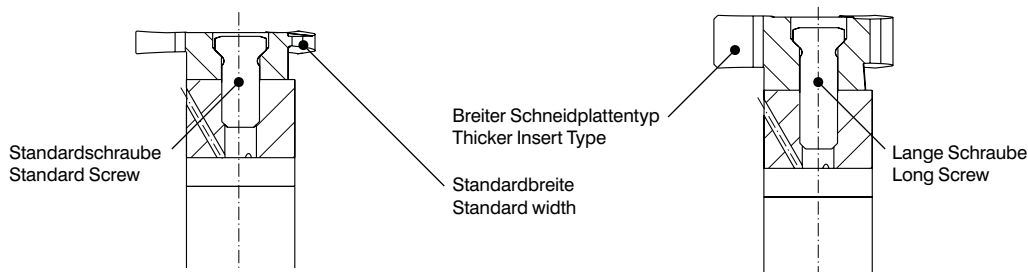 Standardschraube
Standard Screw
Standardbreite
Standard width
Breiter Schneidplattentyp
Thicker Insert Type
Lange Schraube
Long Screw